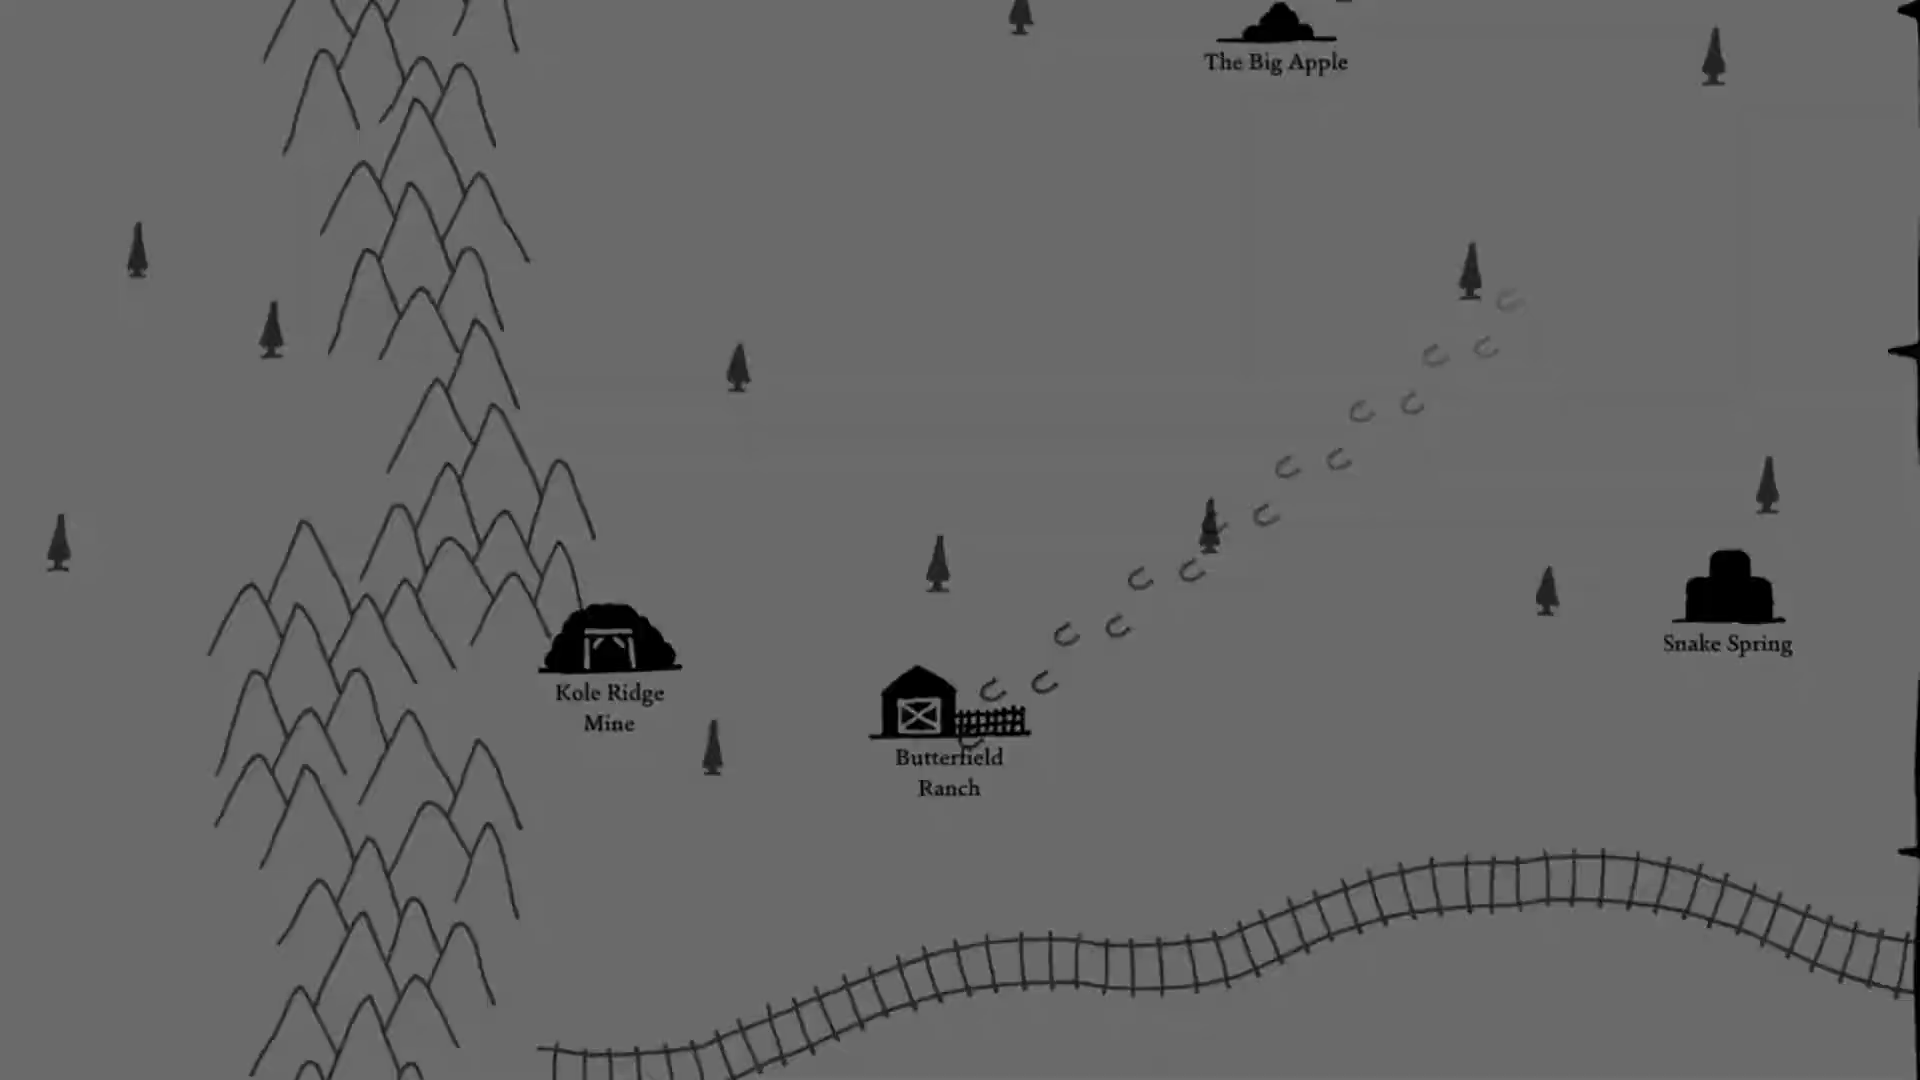 The Big Apple
Snake Spring
Kole Ridge
Mine
Butterfield
Ranch